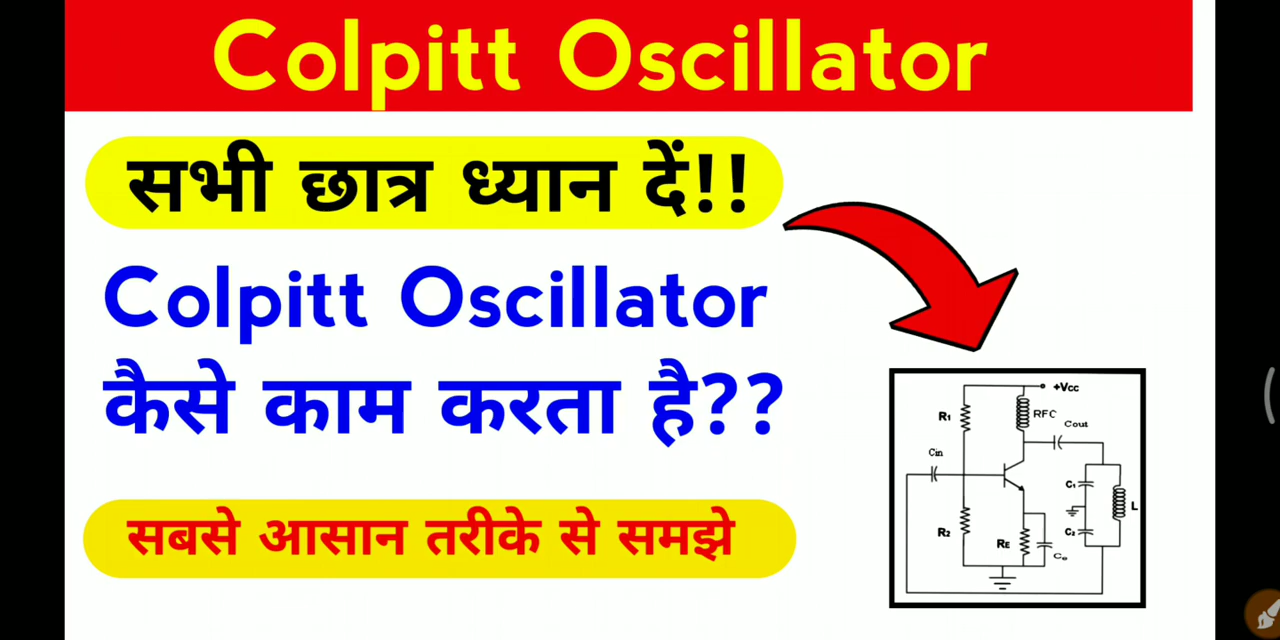 Colpitt Oscillator
सभी छात्र ध्यान दें!!
Colpitt Oscillator
कैसे काम करता है??
सबसे आसान तरीके से समझे
+Vcc
R1
RFC
Cout
Cin
C1
L
R2
RE
C2
Ce